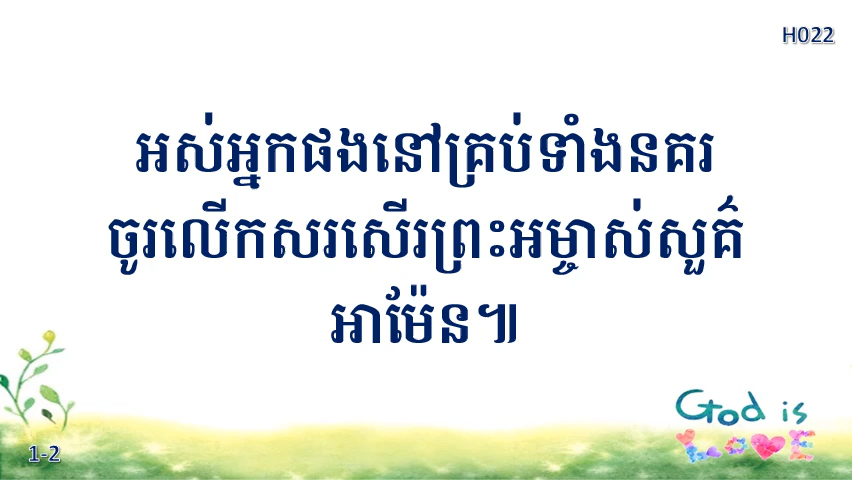 H022
អស់អ្នកផងនៅគ្រប់ទាំងនគរ
ចូរលើកសរសើរព្រះអម្ចាស់សួគ៌
អាម៉ែន៕
God is
LOVE
1-2